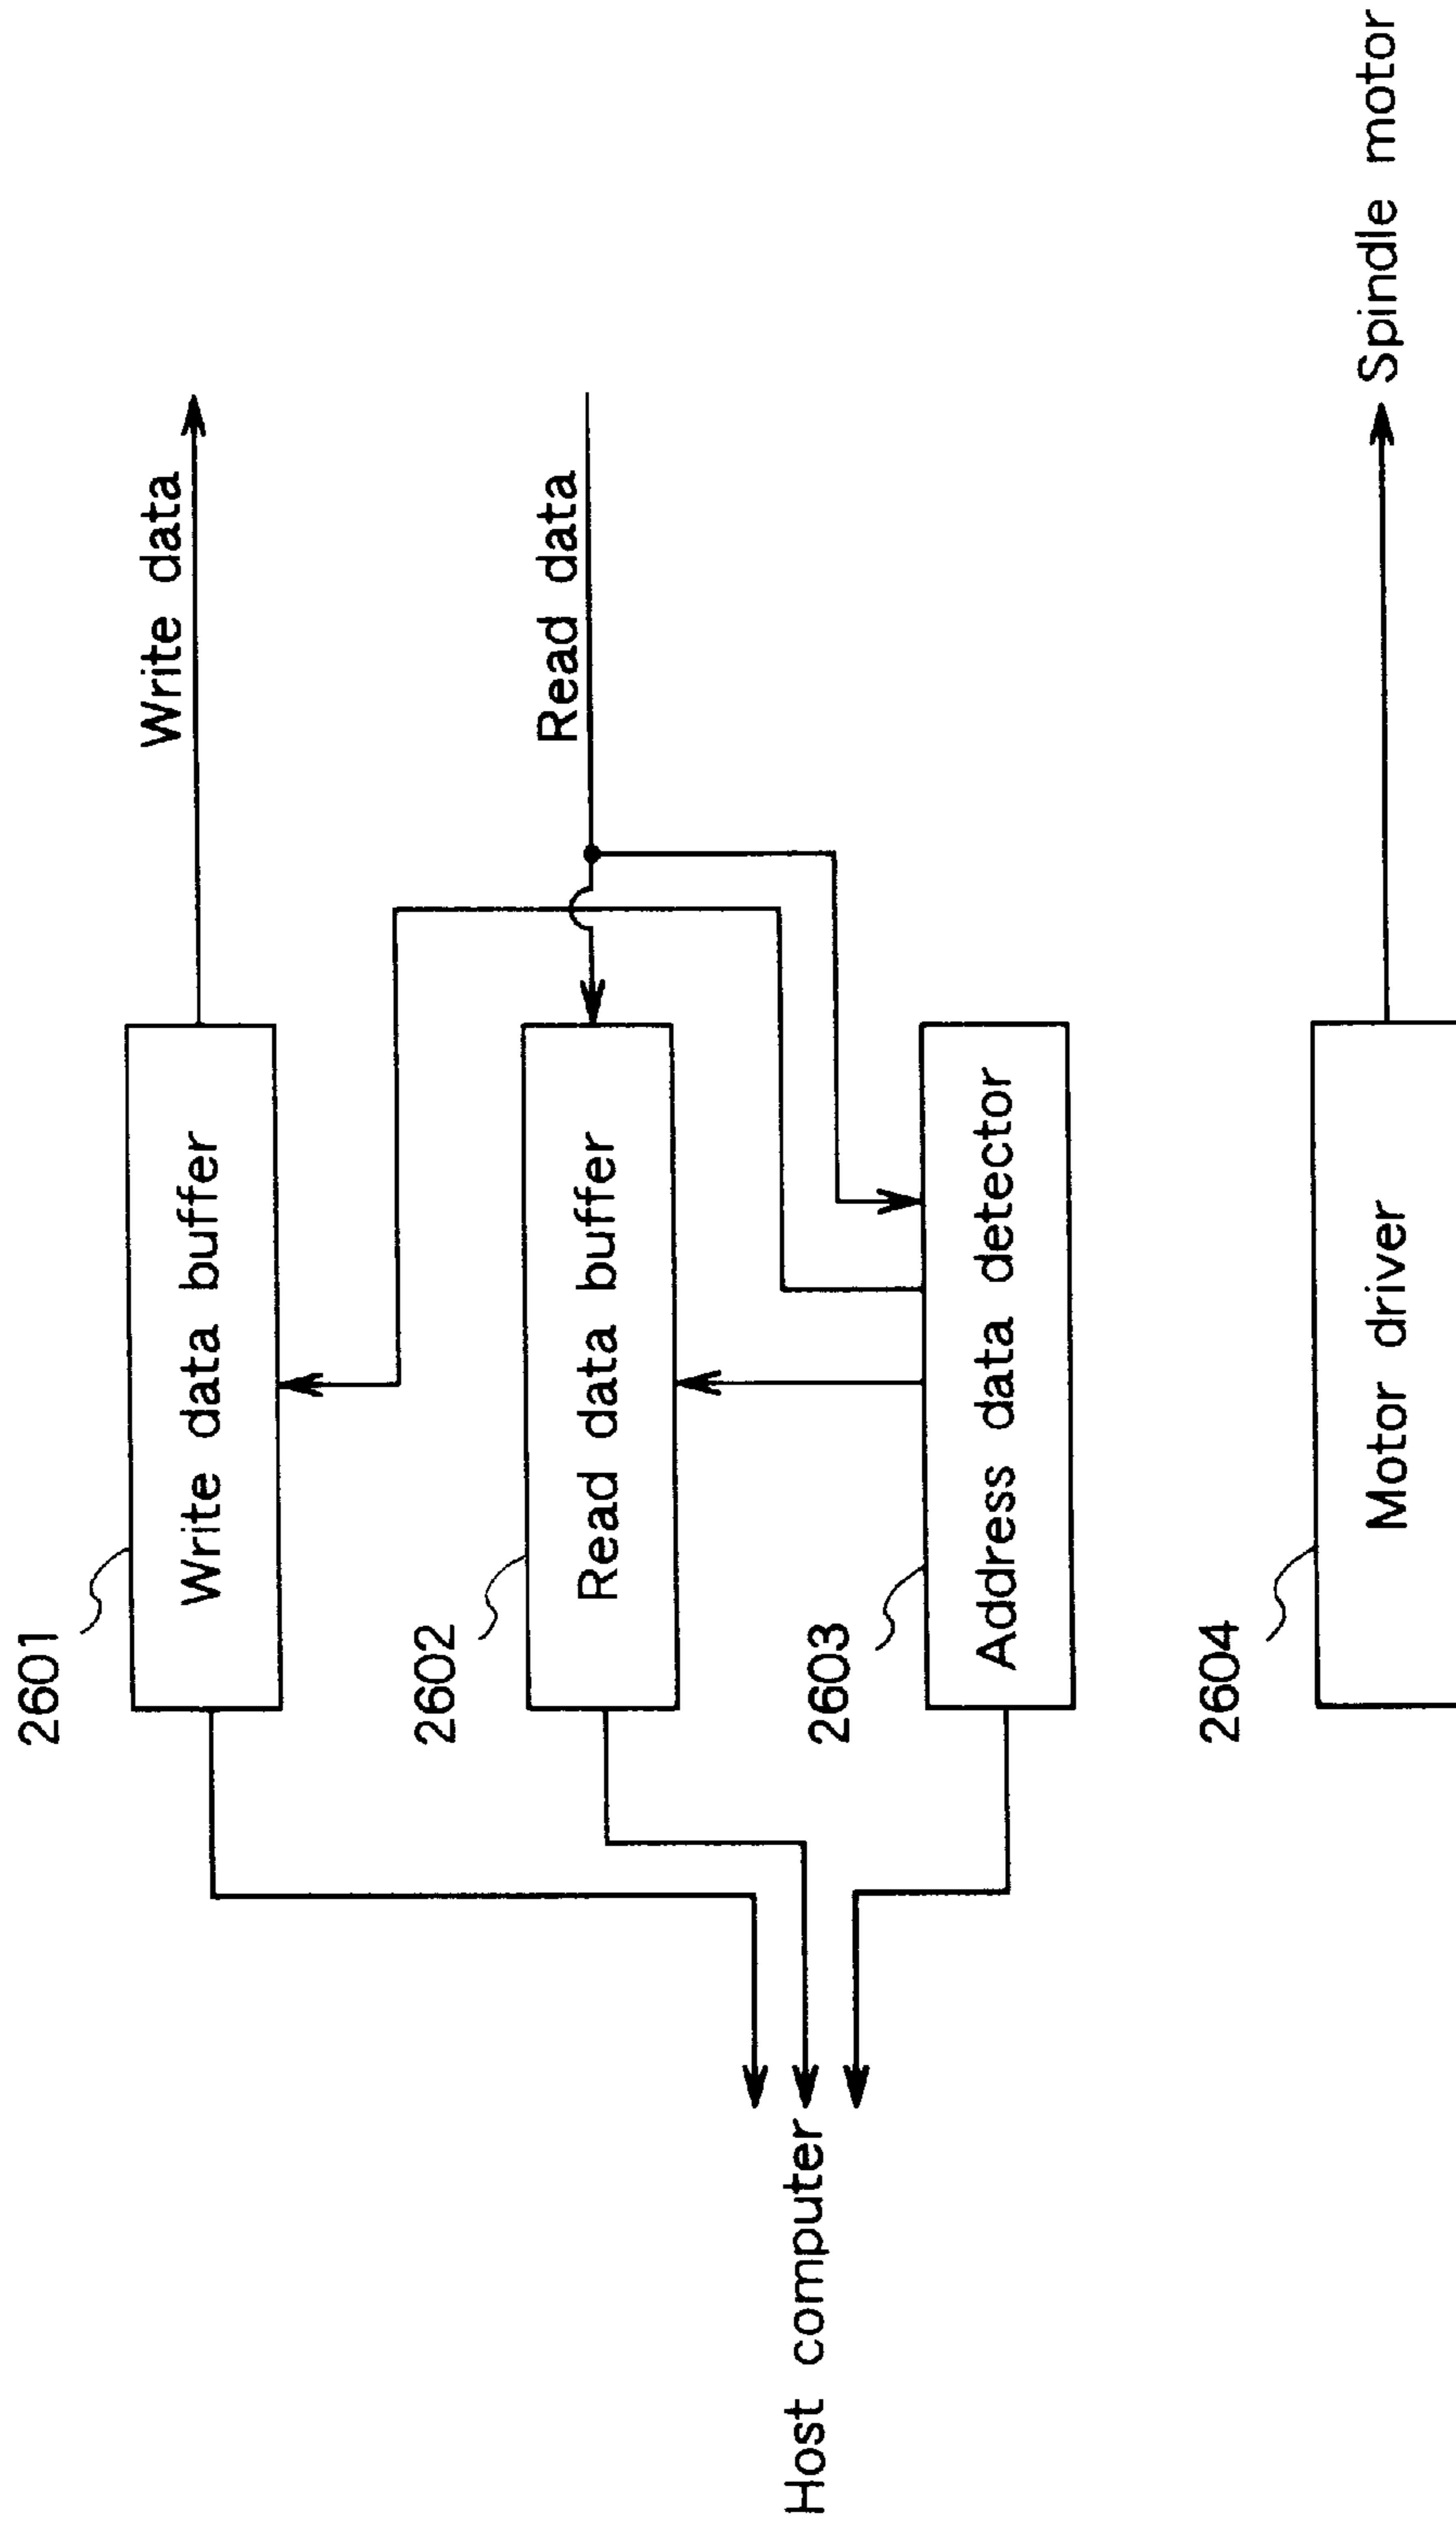 2601
Write data buffer
Write data
2602
Read data buffer
Read data
Host computer
2603
Address data detector
2604
Motor driver
Spindle motor